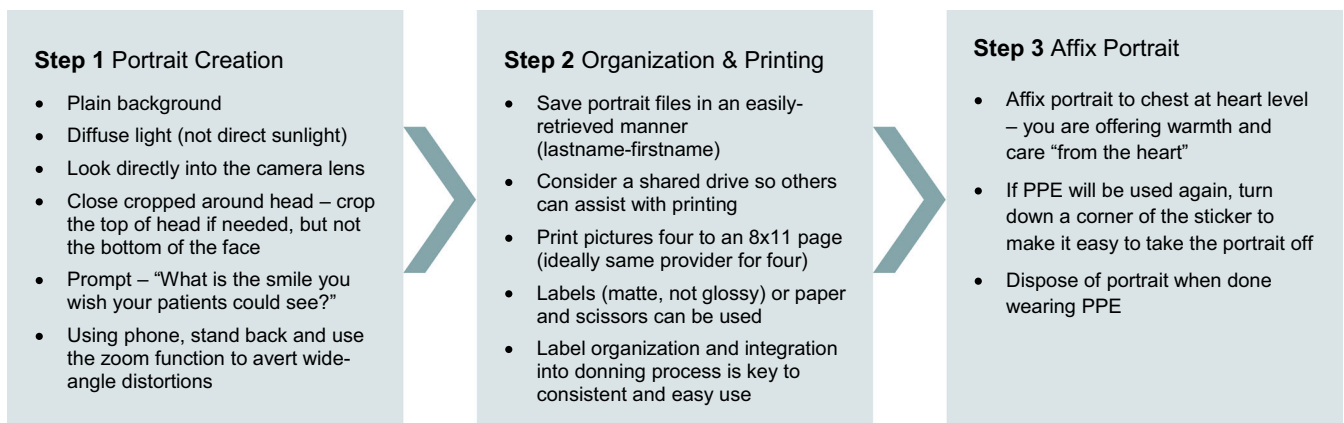 Step 1 Portrait Creation
• Plain background
• Diffuse light (not direct sunlight)
• Look directly into the camera lens
• Close cropped around head – crop
the top of head if needed, but not
the bottom of the face
• Prompt – “What is the smile you
wish your patients could see?”
• Using phone, stand back and use
the zoom function to avert wide-
angle distortions
Step 2 Organization & Printing
• Save portrait files in an easily-
retrieved manner
(lastname-firstname)
• Consider a shared drive so others
can assist with printing
• Print pictures four to an 8x11 page
(ideally same provider for four)
• Labels (matte, not glossy) or paper
and scissors can be used
• Label organization and integration
into donning process is key to
consistent and easy use
Step 3 Affix Portrait
• Affix portrait to chest at heart level
– you are offering warmth and
care “from the heart”
• If PPE will be used again, turn
down a corner of the sticker to
make it easy to take the portrait off
• Dispose of portrait when done
wearing PPE